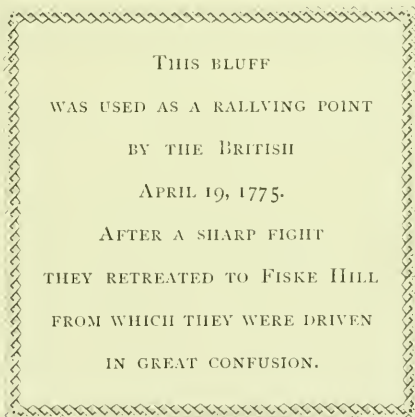 THIS BLUFF
WAS USED AS A RALLYING POINT
BY THE BRITISH
APRIL 19, 1775.
AFTER A SHARP FIGHT
THEY RETREATED TO FISKE HILL
FROM WHICH THEY WERE DRIVEN
IN GREAT CONFUSION.